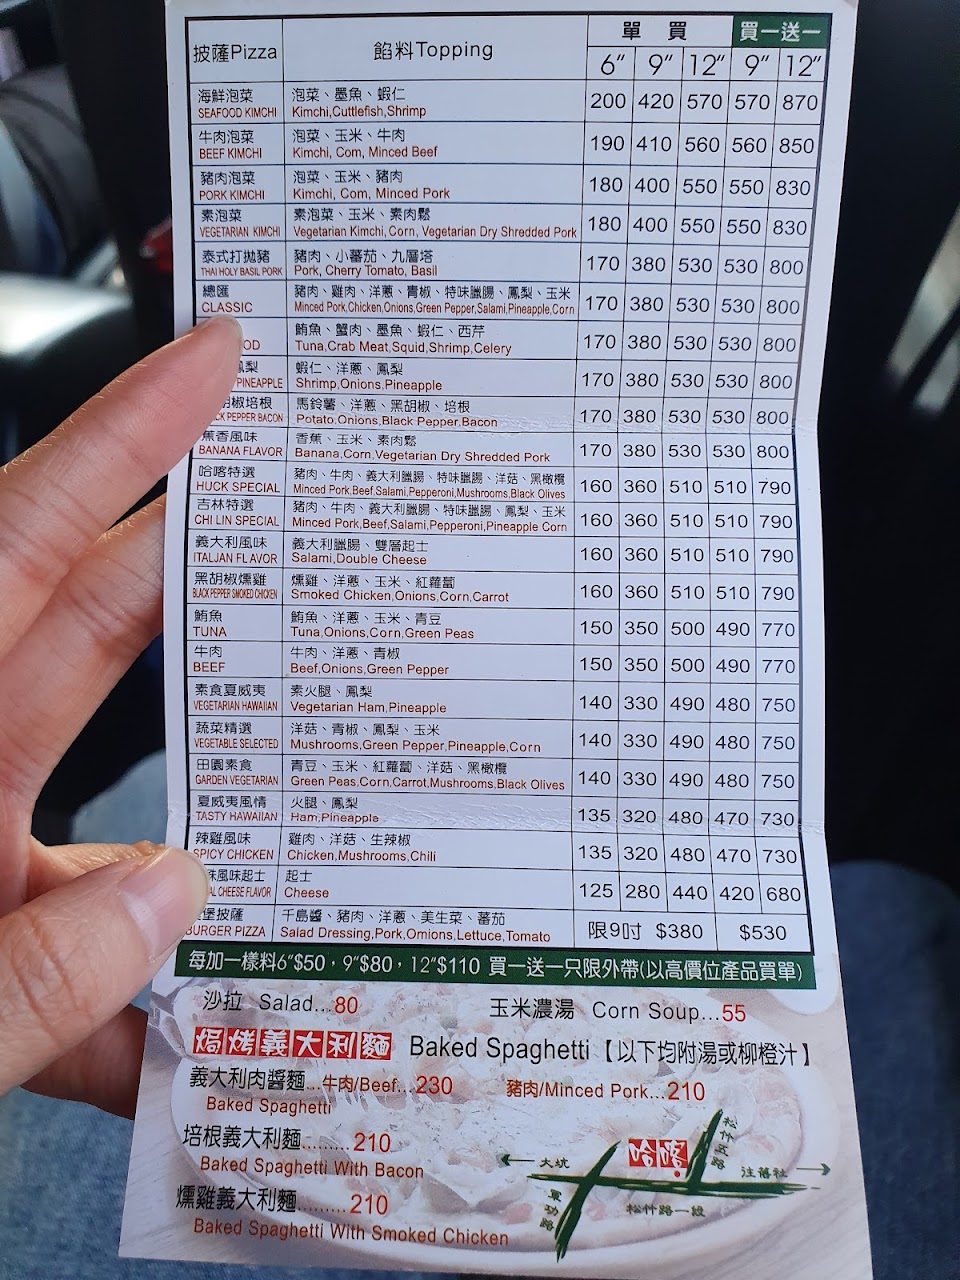 披薩Pizza 餡料Topping 單買 買一送一
6” 9” 12” 9” 12”
海鮮泡菜 泡菜、墨魚、蝦仁
SEAFOOD KIMCHI Kimchi,Cuttlefish,Shrimp 200 420 570 570 870
牛肉泡菜 泡菜、玉米、牛肉
BEEF KIMCHI Kimchi, Corn, Minced Beef 190 410 560 560 850
豬肉泡菜 泡菜、玉米、豬肉
PORK KIMCHI Kimchi, Corn, Minced Pork 180 400 550 550 830
素泡菜 素泡菜、玉米、素肉鬆
VEGETARIAN KIMCHI Vegetarian Kimchi, Corn, Vegetarian Dry Shredded Pork 180 400 550 550 830
泰式打拋豬 豬肉、小蕃茄、九層塔
THAI HOLY BASIL PORK Pork, Cherry Tomato, Basil 170 380 530 530 800
總匯 豬肉、雞肉、洋蔥、青椒、特味臘腸、鳳梨、玉米
CLASSIC Minced Pork,Chicken,Onions,Green Pepper,Salami,Pineapple,Corn 170 380 530 530 800
鮪魚、蟹肉、墨魚、蝦仁、西芹
OOD Tuna,Crab Meat,Squid,Shrimp,Celery 170 380 530 530 800
鳳梨 蝦仁、洋蔥、鳳梨
PINEAPPLE Shrimp,Onions,Pineapple 170 380 530 530 800
胡椒培根 馬鈴薯、洋蔥、黑胡椒、培根
CK PEPPER BACON Potato,Onions,Black Pepper,Bacon 170 380 530 530 800
蕉香風味 香蕉、玉米、素肉鬆
BANANA FLAVOR Banana,Corn,Vegetarian Dry Shredded Pork 170 380 530 530 800
哈喀特選 豬肉、牛肉、義大利臘腸、特味臘腸、洋菇、黑橄欖
HUCK SPECIAL Minced Pork,Beef,Salami,Pepperoni,Mushrooms,Black Olives 160 360 510 510 790
吉林特選 豬肉、牛肉、義大利臘腸、特味臘腸、鳳梨、玉米
CHI LIN SPECIAL Minced Pork,Beef,Salami,Pepperoni,Pineapple Corn 160 360 510 510 790
義大利風味 義大利臘腸、雙層起士
ITALJAN FLAVOR Salami,Double Cheese 160 360 510 510 790
黑胡椒燻雞 燻雞、洋蔥、玉米、紅蘿蔔
BLACK PEPPER SMOKED CHICKEN Smoked Chicken,Onions,Corn,Carrot 160 360 510 510 790
鮪魚 鮪魚、洋蔥、玉米、青豆
TUNA Tuna,Onions,Corn,Green Peas 150 350 500 490 770
牛肉 牛肉、洋蔥、青椒
BEEF Beef,Onions,Green Pepper 150 350 500 490 770
素食夏威夷 素火腿、鳳梨
VEGETARIAN HAWAIIAN Vegetarian Ham,Pineapple 140 330 490 480 750
蔬菜精選 洋菇、青椒、鳳梨、玉米
VEGETABLE SELECTED Mushrooms,Green Pepper,Pineapple,Corn 140 330 490 480 750
田園素食 青豆、玉米、紅蘿蔔、洋菇、黑橄欖
GARDEN VEGETARIAN Green Peas,Corn,Carrot,Mushrooms,Black Olives 140 330 490 480 750
夏威夷風情 火腿、鳳梨
TASTY HAWAIIAN Ham,Pineapple 135 320 480 470 730
辣雞風味 雞肉、洋菇、生辣椒
SPICY CHICKEN Chicken,Mushrooms,Chili 135 320 480 470 730
殊風味起士 起士
AL CHEESE FLAVOR Cheese 125 280 440 420 680
堡披薩 千島醬、豬肉、洋蔥、美生菜、蕃茄
BURGER PIZZA Salad Dressing,Pork,Omions,Lettuce,Tomato 限9吋 $380 $530
每加一樣料6”$50，9”$80，12”$110 買一送一只限外帶(以高價位產品買單)
沙拉 Salad...80 玉米濃湯 Corn Soup...55
焗烤義大利麵 Baked Spaghetti【以下均附湯或柳橙汁】
義大利肉醬麵...牛肉/Beef...230 豬肉/Minced Pork...210
Baked Spaghetti
培根義大利麵.........210
Baked Spaghetti With Bacon
燻雞義大利麵.........210
Baked Spaghetti With Smoked Chicken
哈喀
大坑
往舊社
軍功路
松竹路一段